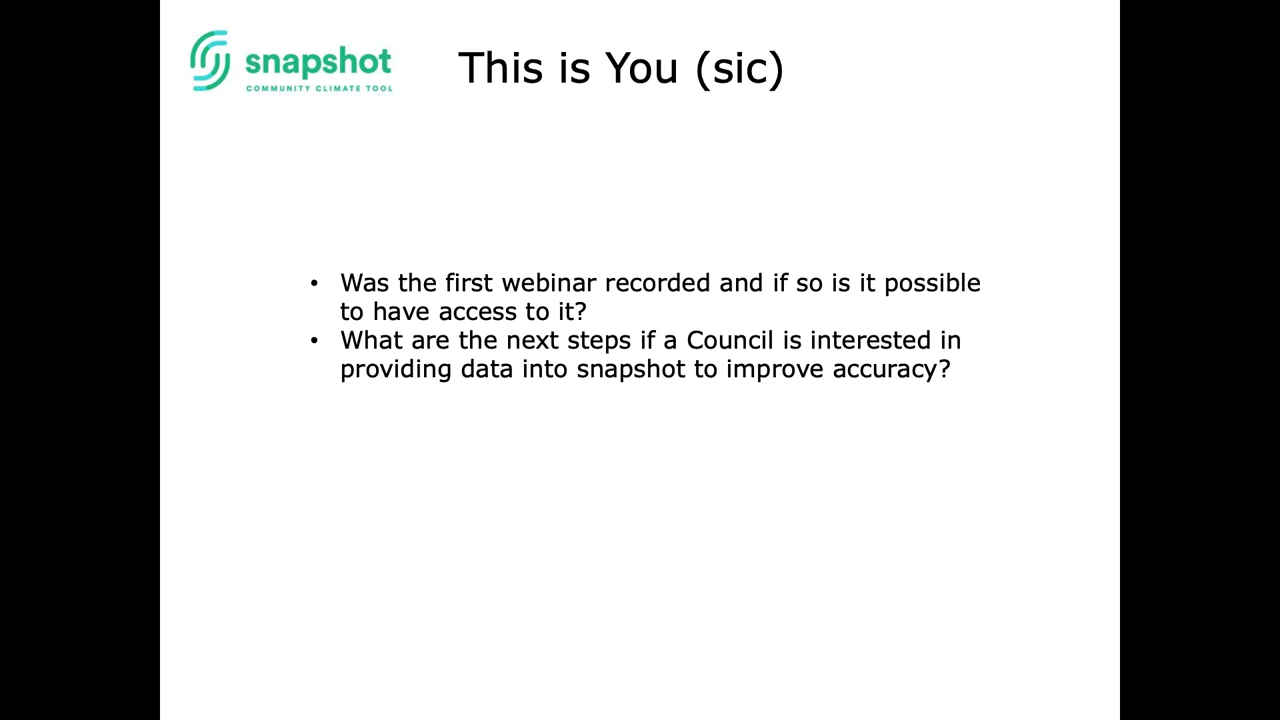 snapshot
COMMUNITY CLIMATE TOOL
This is You (sic)
• Was the first webinar recorded and if so is it possible
to have access to it?
• What are the next steps if a Council is interested in
providing data into snapshot to improve accuracy?